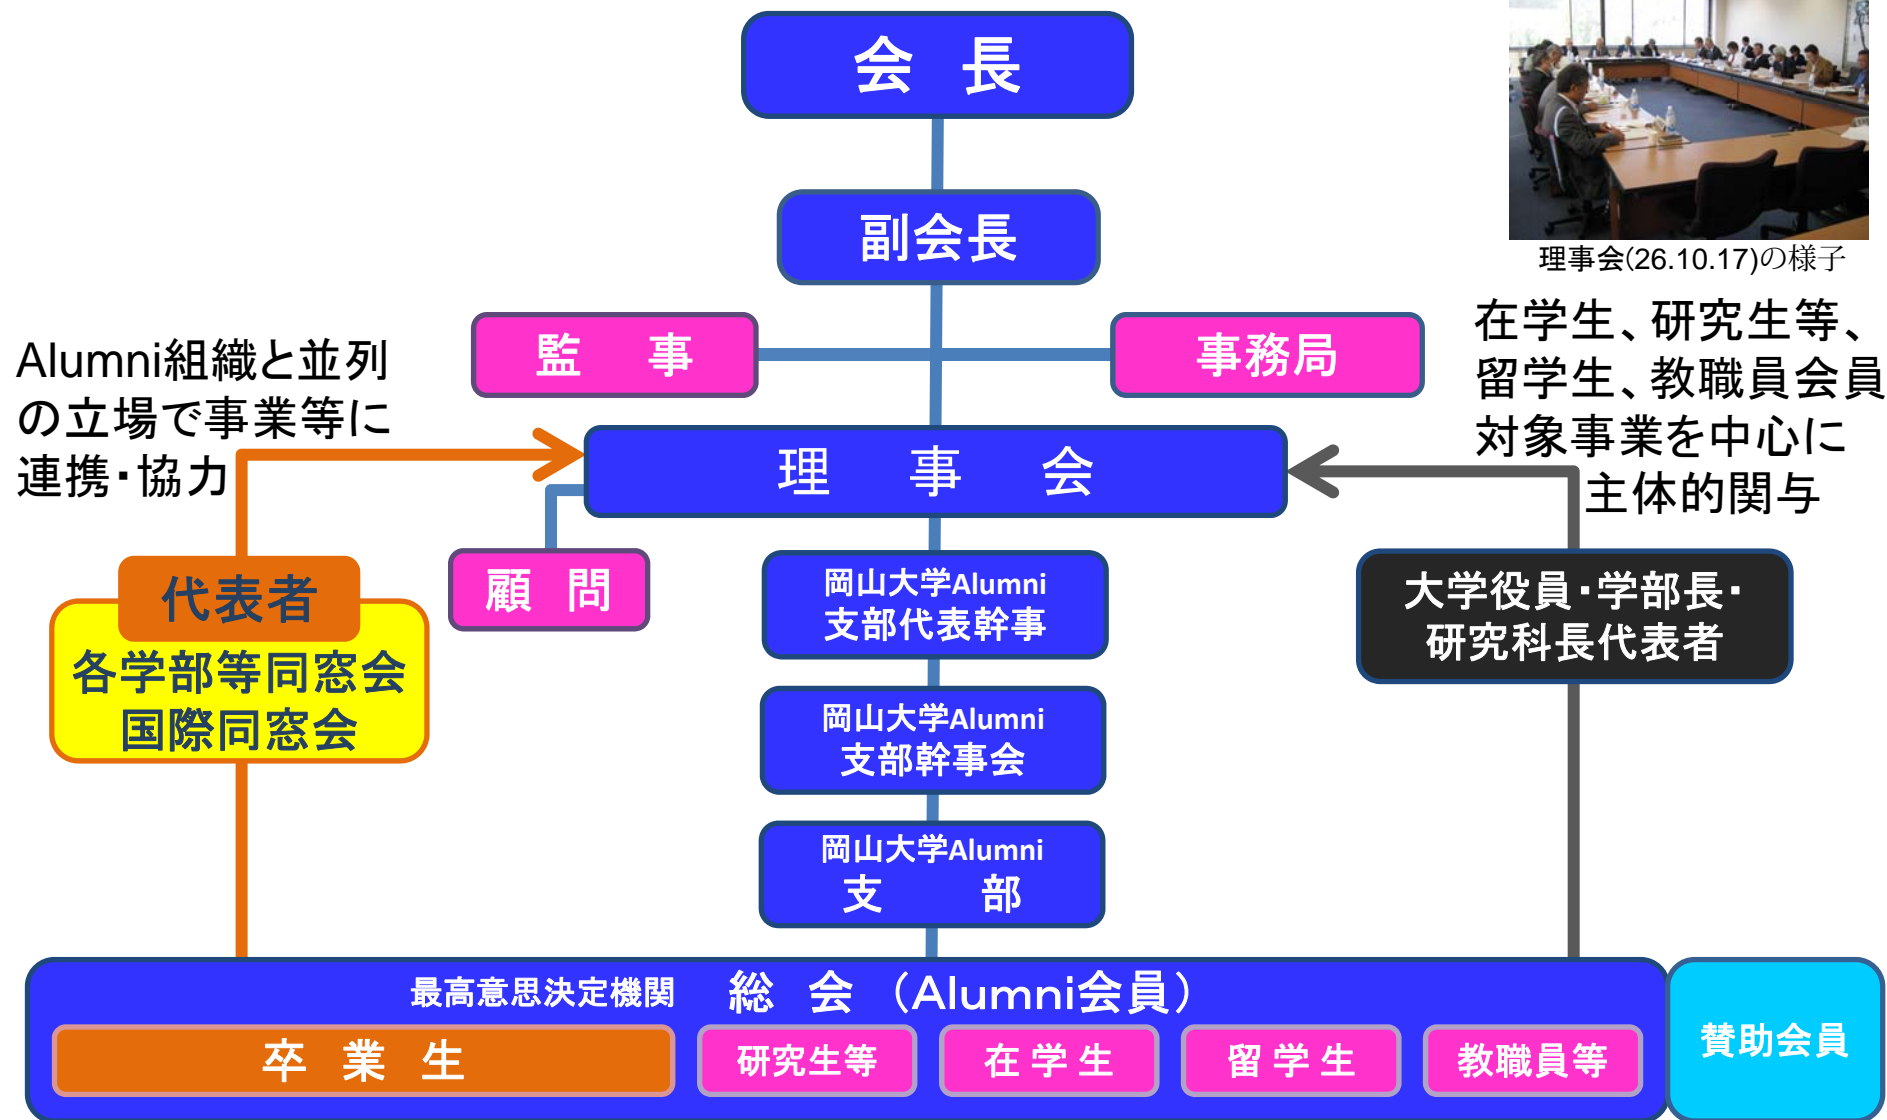 会　長
副会長
理事会(26.10.17)の様子
監　事
事務局
Alumni組織と並列
の立場で事業等に
連携・協力
在学生、研究生等、
留学生、教職員会員
対象事業を中心に
主体的関与
理　事　会
顧　問
代表者
各学部等同窓会
国際同窓会
岡山大学Alumni
支部代表幹事
大学役員・学部長・
研究科長代表者
岡山大学Alumni
支部幹事会
岡山大学Alumni
支　部
最高意思決定機関　総　会　（Alumni会員）
卒　業　生
研究生等
在 学 生
留 学 生
教職員等
賛助会員